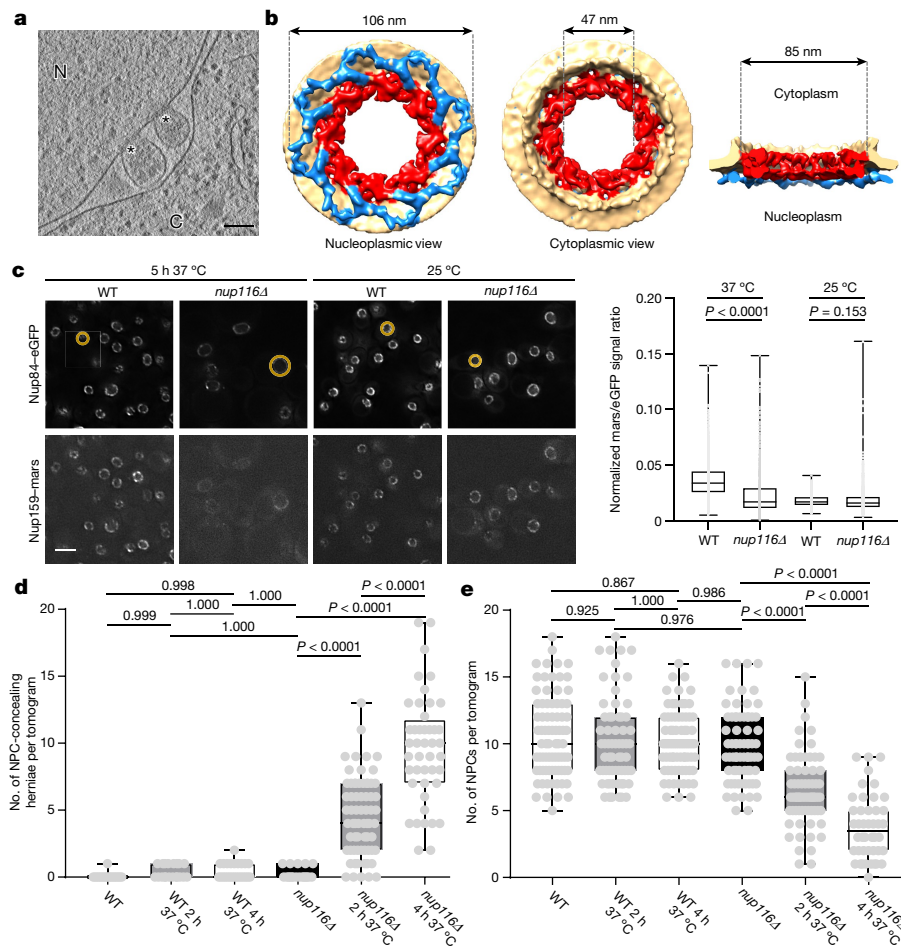 a
N
C
*
*
b
106 nm
47 nm
85 nm
Cytoplasm
Nucleoplasm
Nucleoplasmic view
Cytoplasmic view
c
5 h 37 °C
25 °C
WT
nup116Δ
WT
nup116Δ
Nup84–eGFP
Nup159–mars
Normalized mars/eGFP signal ratio
0.20
0.15
0.10
0.05
0
37 °C
25 °C
P < 0.0001
P = 0.153
WT
nup116Δ
WT
nup116Δ
d
P < 0.0001
0.998
1.000
1.000
P < 0.0001
0.999
1.000
P < 0.0001
No. of NPC-concealing
herniae per tomogram
20
15
10
5
0
WT
WT 2 h
37 °C
WT 4h
37 °C
nup116Δ
nup116Δ
2 h 37 °C
nup116Δ
4 h 37 °C
e
P < 0.0001
0.867
0.986
P < 0.0001
0.925
1.000
P < 0.0001
0.976
No. of NPCs per tomogram
20
15
10
5
0
WT
WT 2 h
37 °C
WT 4h
37 °C
nup116Δ
nup116Δ
2 h 37 °C
nup116Δ
4 h 37 °C